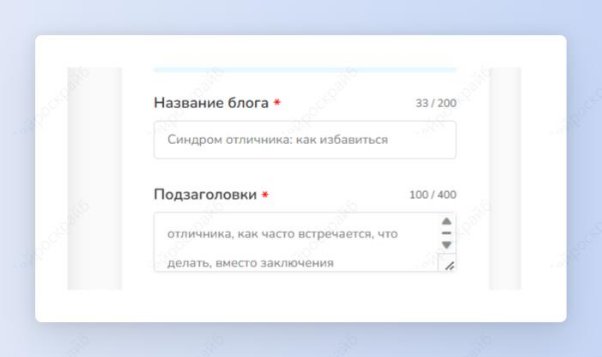 Название блога *
33 / 200
Синдром отличника: как избавиться
Подзаголовки *
100 / 400
отличника, как часто встречается, что
делать, вместо заключения